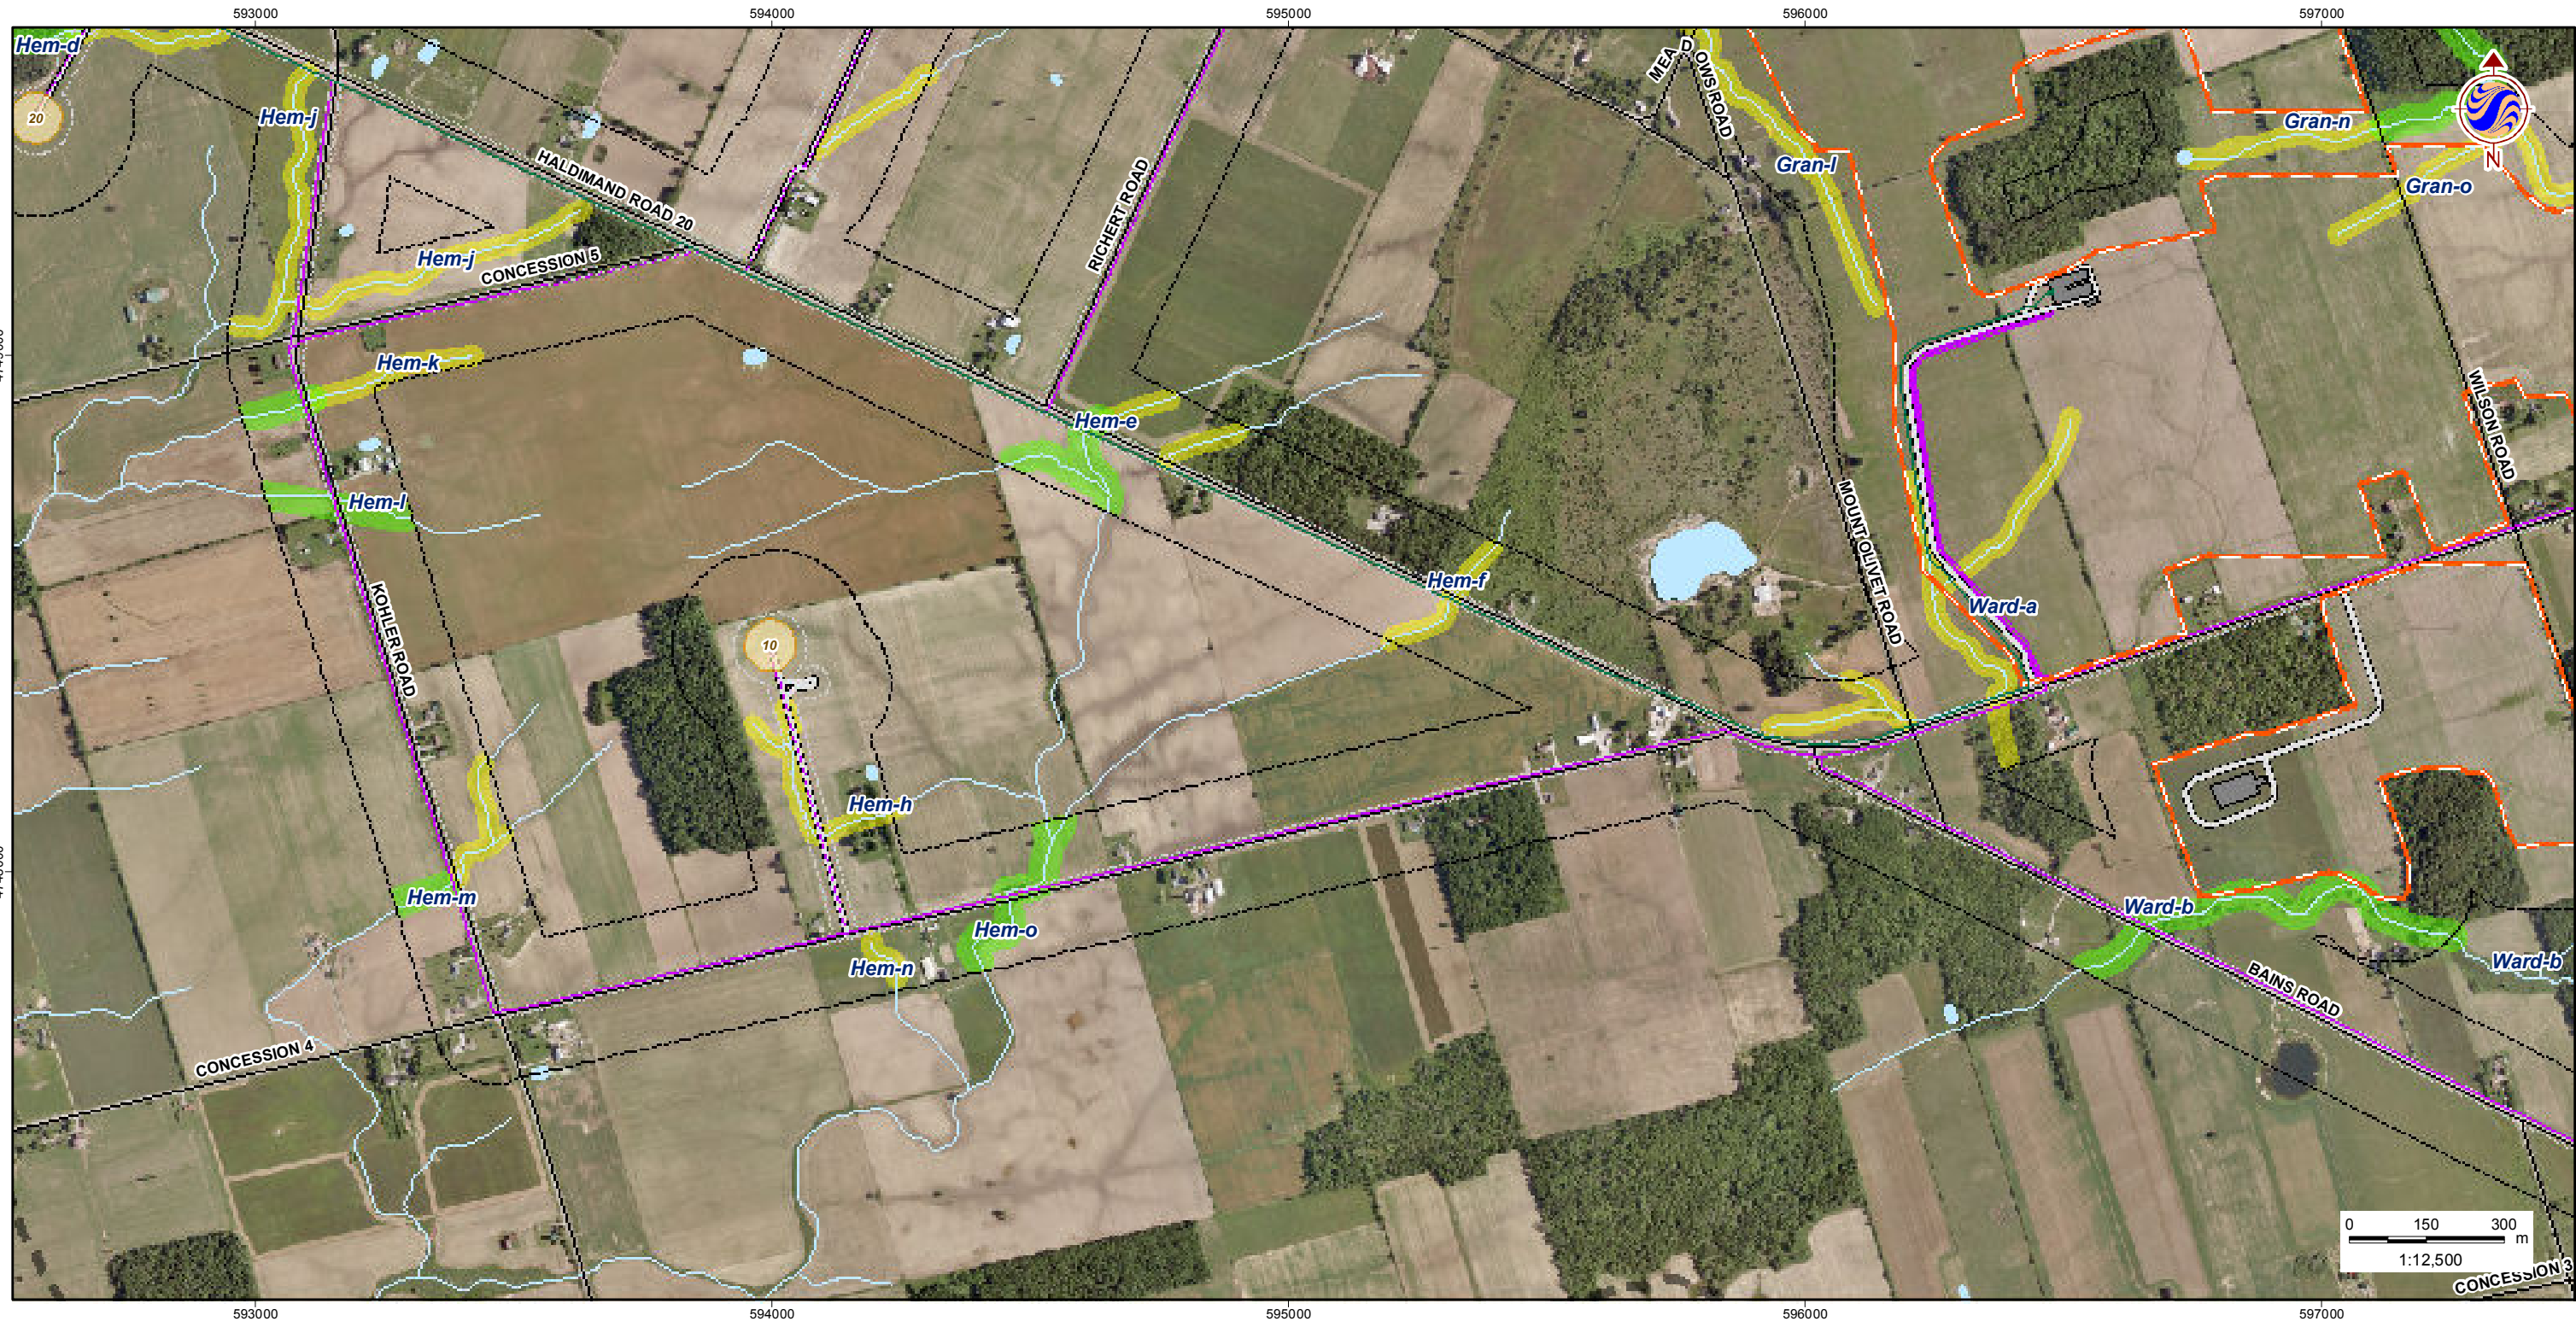 593000
594000
595000
596000
597000
Hem-d
20
Hem-j
HALDIMAND ROAD 20
Hem-j
CONCESSION 5
RICHERT ROAD
MEADOWS ROAD
Gran-l
Gran-n
Gran-o
N
Hem-k
Hem-e
WILSON ROAD
Hem-l
Hem-f
MOUNT OLIVET ROAD
Ward-a
KOHLER ROAD
10
Hem-h
Hem-m
Hem-o
Hem-n
Ward-b
Ward-b
BAINS ROAD
CONCESSION 4
0 150 300
m
1:12,500
CONCESSION 3
593000
594000
595000
596000
597000